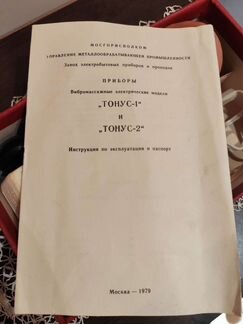 МОСГОРИСПОЛКОМ
УПРАВЛЕНИЕ МЕТАЛЛООБРАБАТЫВАЮЩЕЙ ПРОМЫШЛЕННОСТИ
Завод электробытовых приборов и проводов
ПРИБОРЫ
Вибромассажные электрические модели
„ТОНУС-1“
и
„ТОНУС-2“
Инструкция по эксплуатации и паспорт
Москва — 1979